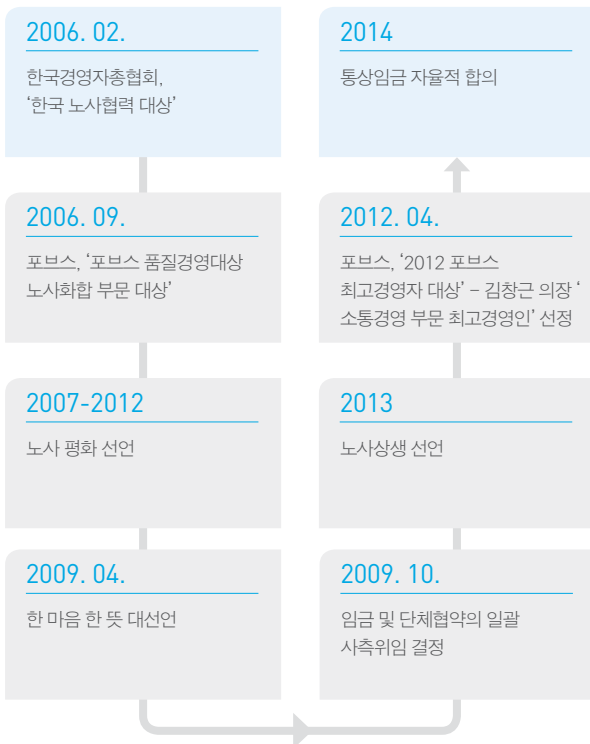 2006. 02.
한국경영자총협회,
‘한국 노사협력 대상’
2006. 09.
포브스, ‘포브스 품질경영대상
노사화합 부문 대상’
2007-2012
노사 평화 선언
2009. 04.
한 마음 한 뜻 대선언
2009. 10.
임금 및 단체협약의 일괄
사측위임 결정
2013
노사상생 선언
2012. 04.
포브스, ‘2012 포브스
최고경영자 대상’ – 김창근 의장 ‘
소통경영 부문 최고경영인’ 선정
2014
통상임금 자율적 합의